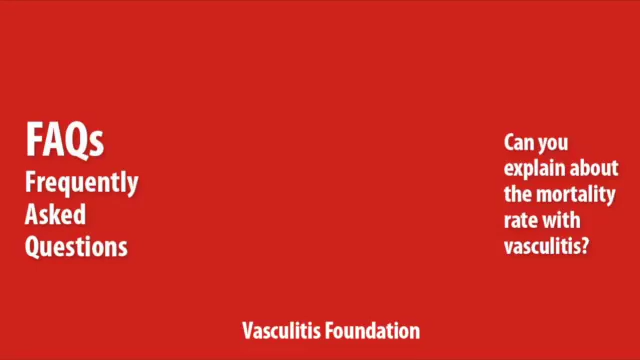 FAQs
Frequently
Asked
Questions
Can you
explain about
the mortality
rate with
vasculitis?
Vasculitis Foundation